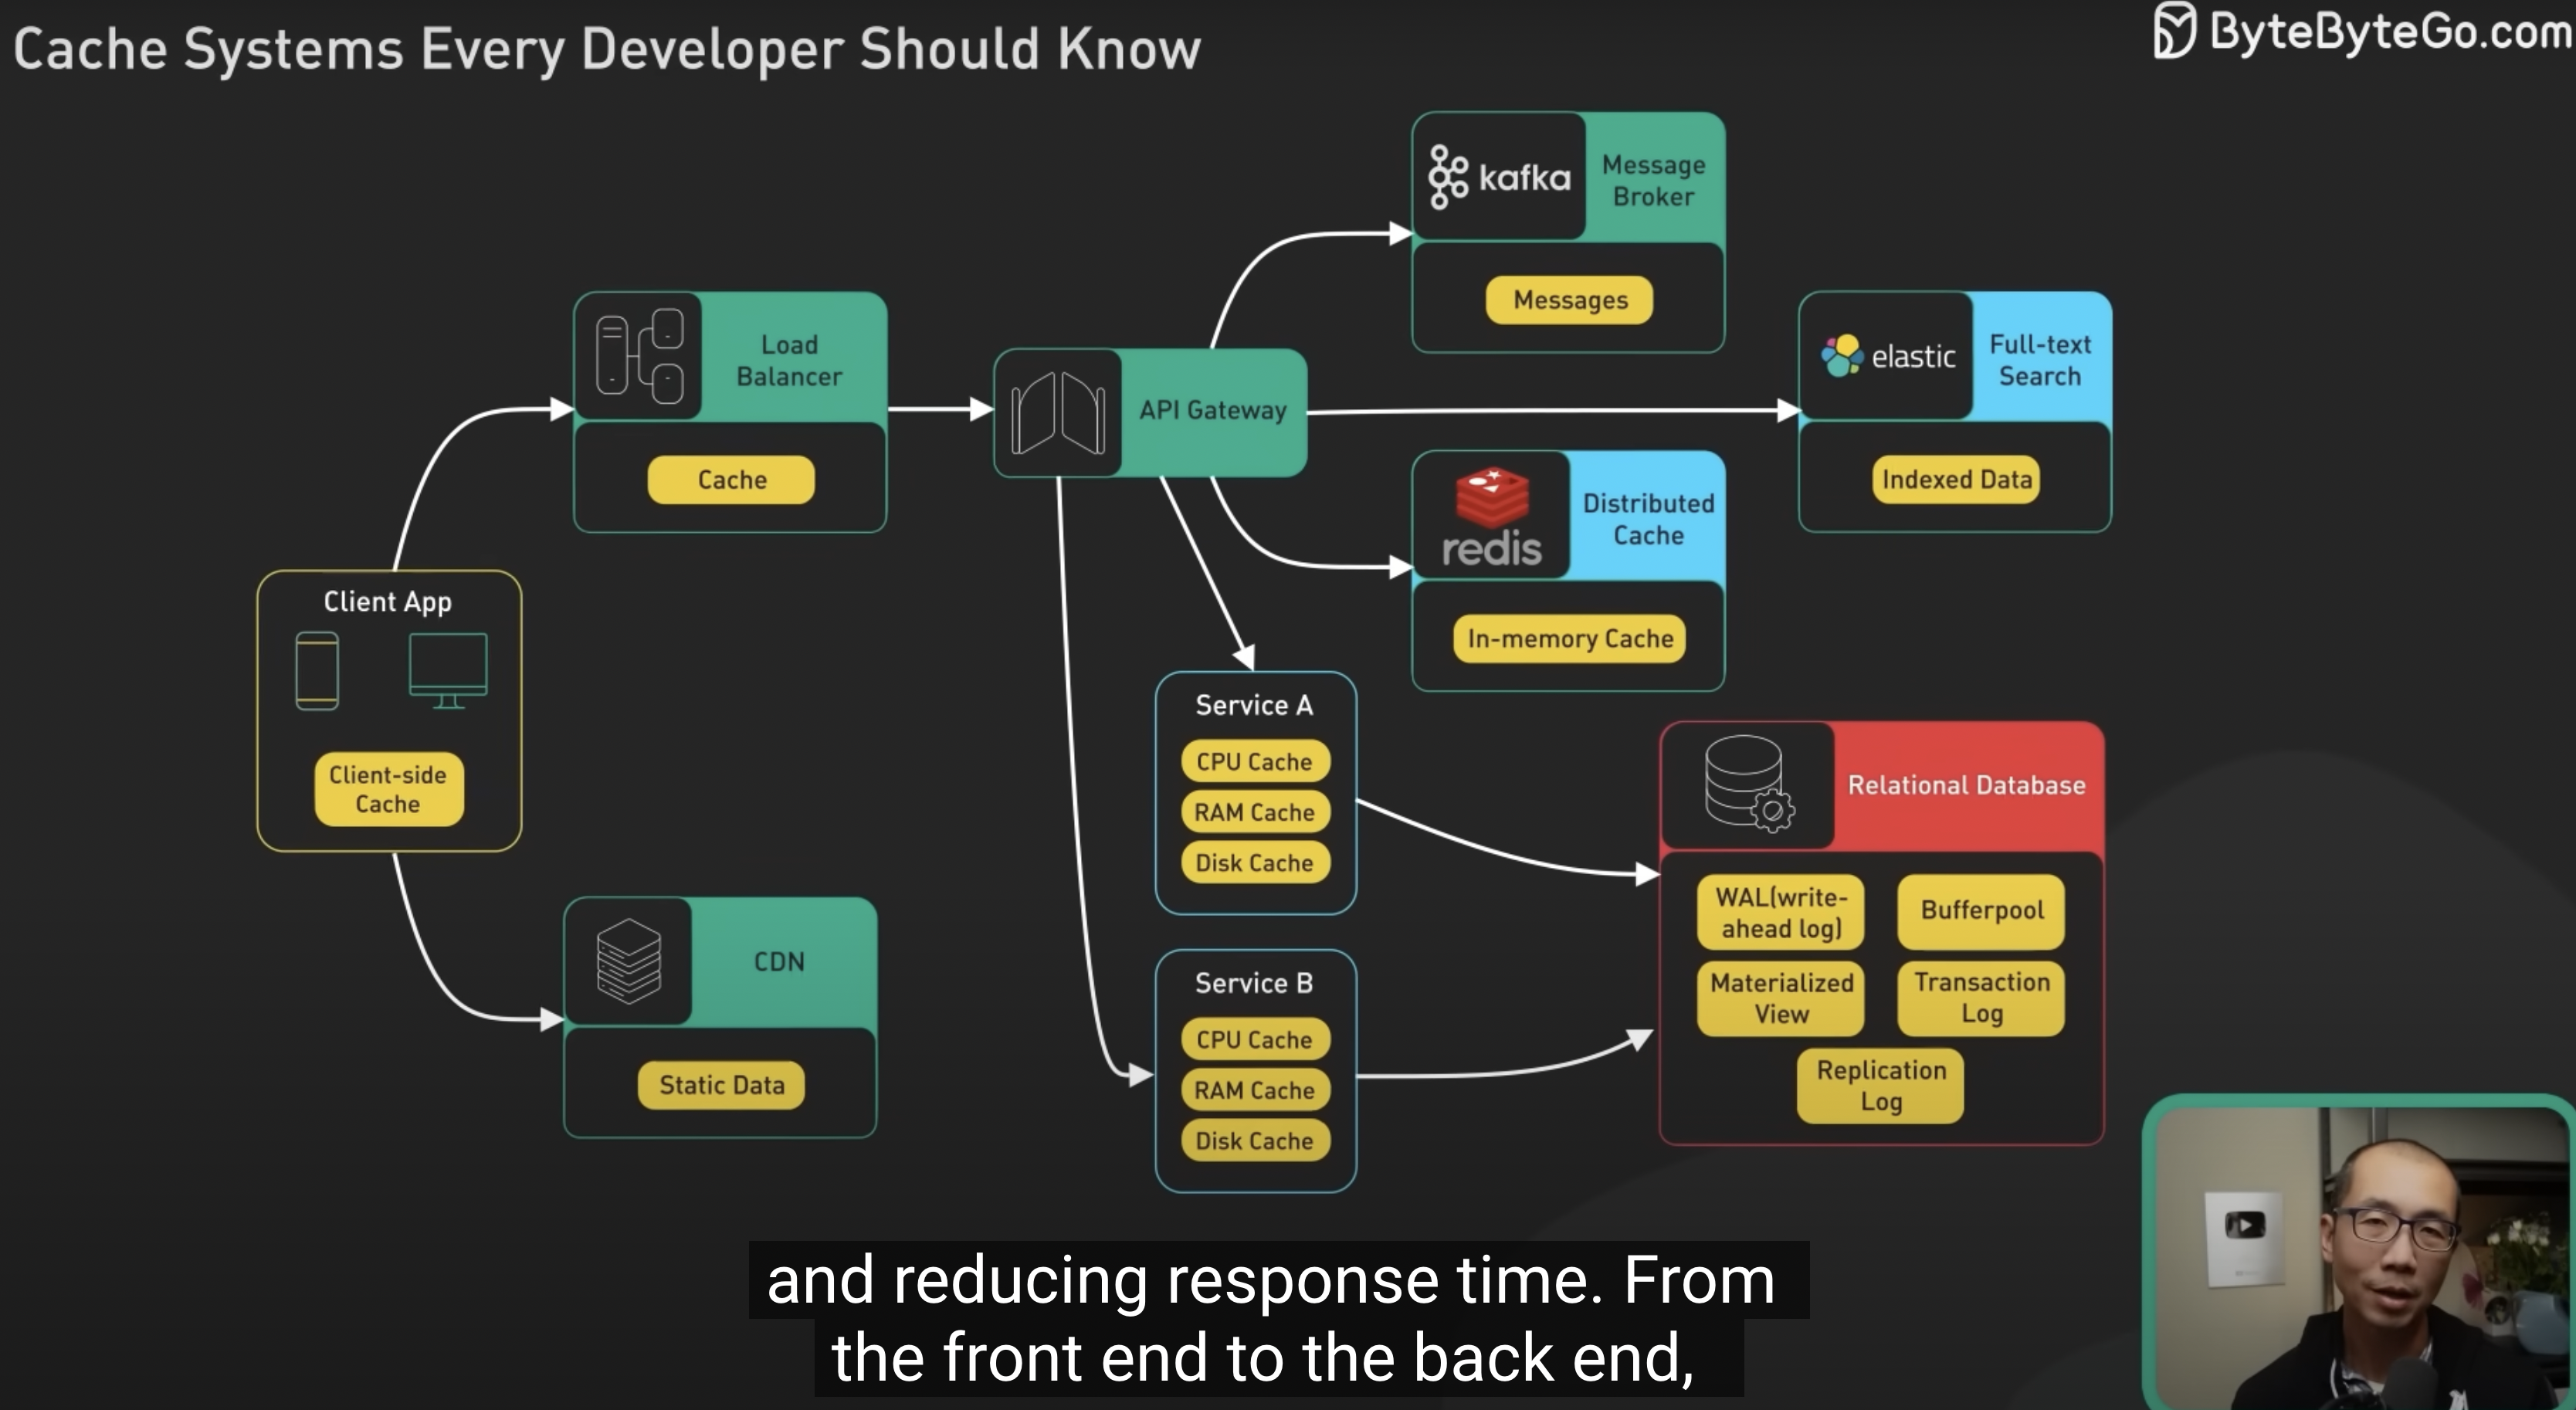 Cache Systems Every Developer Should Know
ByteByteGo.com
kafka
Message
Broker
Messages
Load
Balancer
Cache
API Gateway
elastic
Full-text
Search
Indexed Data
redis
Distributed
Cache
In-memory Cache
Client App
Client-side
Cache
Service A
CPU Cache
RAM Cache
Disk Cache
Relational Database
WAL(write-
ahead log)
Bufferpool
Materialized
View
Transaction
Log
Replication
Log
CDN
Static Data
Service B
CPU Cache
RAM Cache
Disk Cache
and reducing response time. From
the front end to the back end,